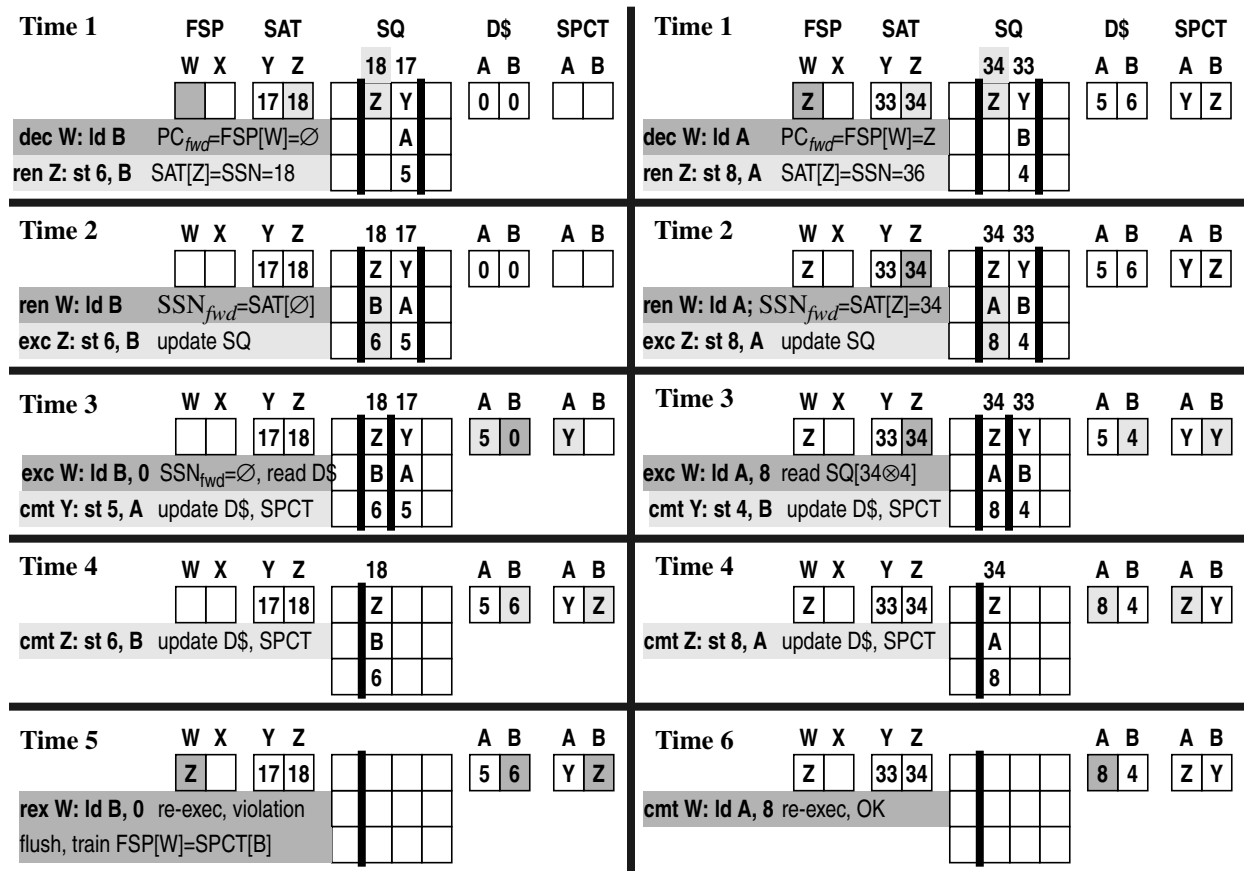 Time 1 FSP SAT SQ D$ SPCT
W X Y Z 18 17 A B A B
17 18 Z Y 0 0
dec W: ld B PCfwd=FSP[W]=∅ A
ren Z: st 6, B SAT[Z]=SSN=18 5
Time 2 W X Y Z 18 17 A B A B
17 18 Z Y 0 0
ren W: ld B SSNfwd=SAT[∅] B A
exc Z: st 6, B update SQ 6 5
Time 3 W X Y Z 18 17 A B A B
17 18 Z Y 5 0 Y
exc W: ld B, 0 SSNfwd=∅, read D$ B A
cmt Y: st 5, A update D$, SPCT 6 5
Time 4 W X Y Z 18 A B A B
17 18 Z 5 6 Y Z
cmt Z: st 6, B update D$, SPCT B
6
Time 5 W X Y Z A B A B
Z 17 18 5 6 Y Z
rex W: ld B, 0 re-exec, violation
flush, train FSP[W]=SPCT[B]
Time 1 FSP SAT SQ D$ SPCT
W X Y Z 34 33 A B A B
Z 33 34 Z Y 5 6 Y Z
dec W: ld A PCfwd=FSP[W]=Z B
ren Z: st 8, A SAT[Z]=SSN=36 4
Time 2 W X Y Z 34 33 A B A B
Z 33 34 Z Y 5 6 Y Z
ren W: ld A; SSNfwd=SAT[Z]=34 A B
exc Z: st 8, A update SQ 8 4
Time 3 W X Y Z 34 33 A B A B
Z 33 34 Z Y 5 4 Y Y
exc W: ld A, 8 read SQ[34⊗4] A B
cmt Y: st 4, B update D$, SPCT 8 4
Time 4 W X Y Z 34 A B A B
Z 33 34 Z 8 4 Z Y
cmt Z: st 8, A update D$, SPCT A
8
Time 6 W X Y Z A B A B
Z 33 34 8 4 Z Y
cmt W: ld A, 8 re-exec, OK